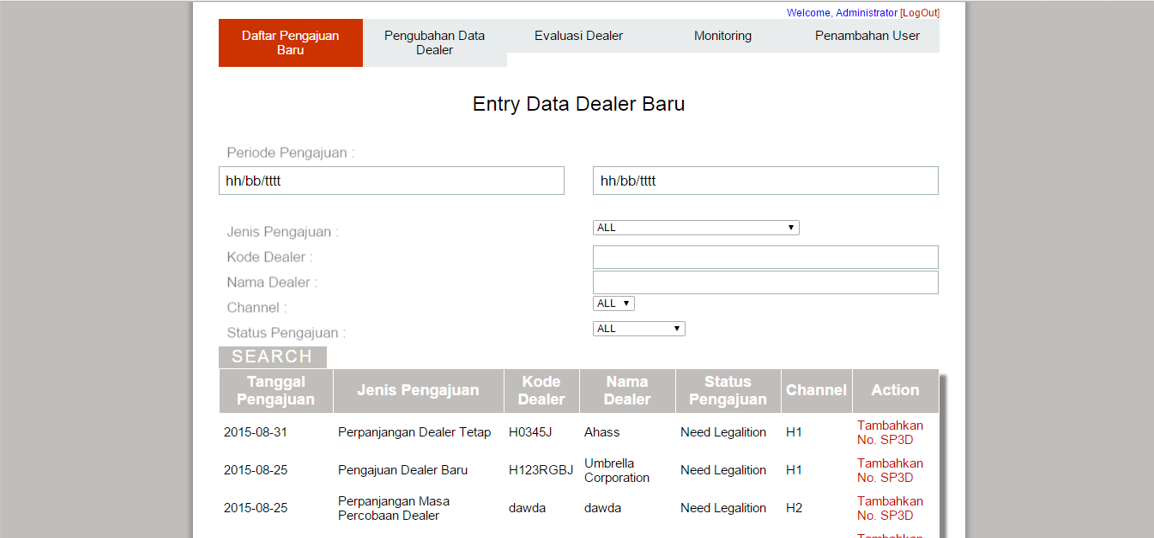 Welcome, Administrator [LogOut]
Daftar Pengajuan
Baru
Pengubahan Data
Dealer
Evaluasi Dealer
Monitoring
Penambahan User
Entry Data Dealer Baru
Periode Pengajuan :
hh/bb/tttt hh/bb/tttt
Jenis Pengajuan : ALL
Kode Dealer :
Nama Dealer :
Channel : ALL
Status Pengajuan : ALL
SEARCH
Tanggal
Pengajuan
Jenis Pengajuan
Kode
Dealer
Nama
Dealer
Status
Pengajuan
Channel
Action
2015-08-31 Perpanjangan Dealer Tetap H0345J Ahass Need Legalition H1 Tambahkan
No. SP3D
2015-08-25 Pengajuan Dealer Baru H123RGBJ Umbrella
Corporation
Need Legalition H1 Tambahkan
No. SP3D
2015-08-25 Perpanjangan Masa
Percobaan Dealer
dawda dawda Need Legalition H2 Tambahkan
No. SP3D
Tambahkan